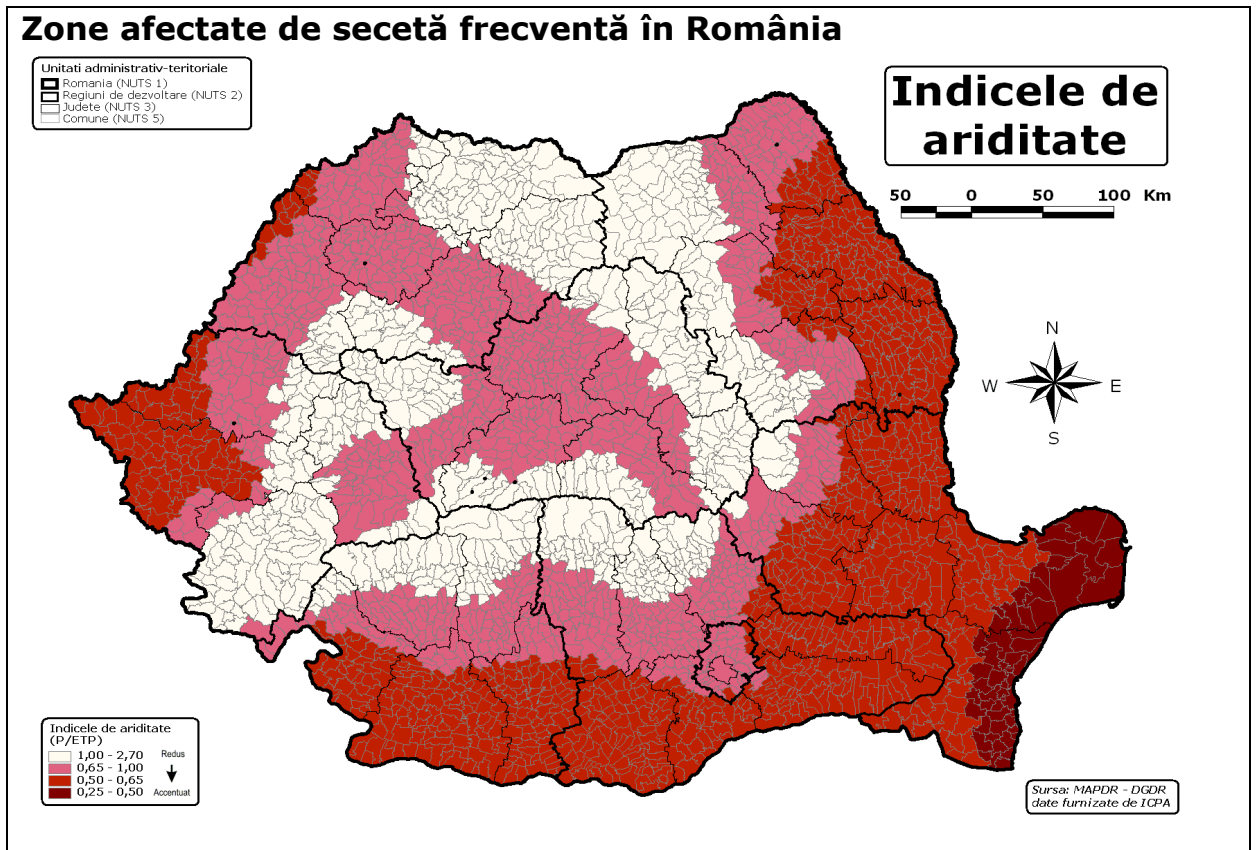 Zone afectate de secetă frecventă în România
Unitati administrativ-teritoriale
Romania (NUTS 1)
Regiuni de dezvoltare (NUTS 2)
Judete (NUTS 3)
Comune (NUTS 5)
Indicele de
ariditate
50 0 50 100 Km
N
W E
S
Indicele de ariditate
(P/ETP)
1,00 - 2,70 Redus
0,65 - 1,00
0,50 - 0,65
0,25 - 0,50 Accentuat
Sursa: MAPDR - DGDR
date furnizate de ICPA